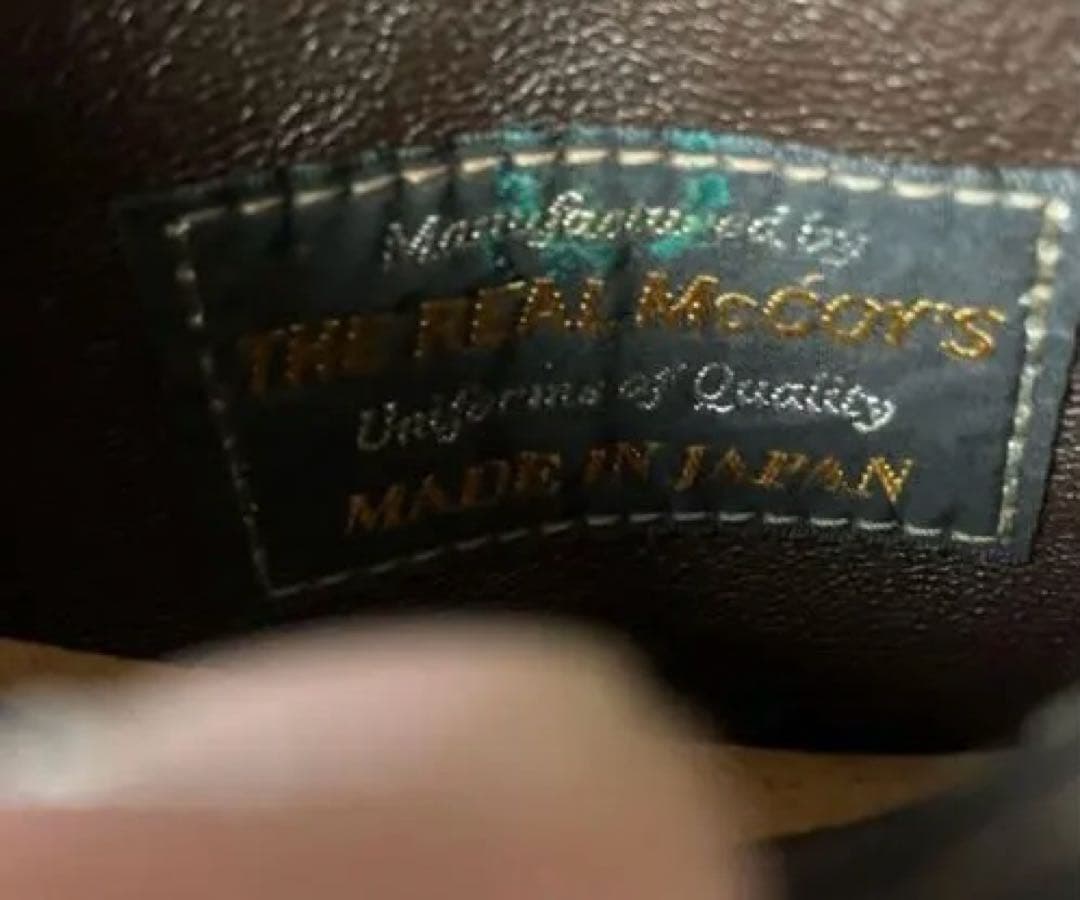 Manufactured by
THE REAL McCOY'S
Uniforms of Quality
MADE IN JAPAN